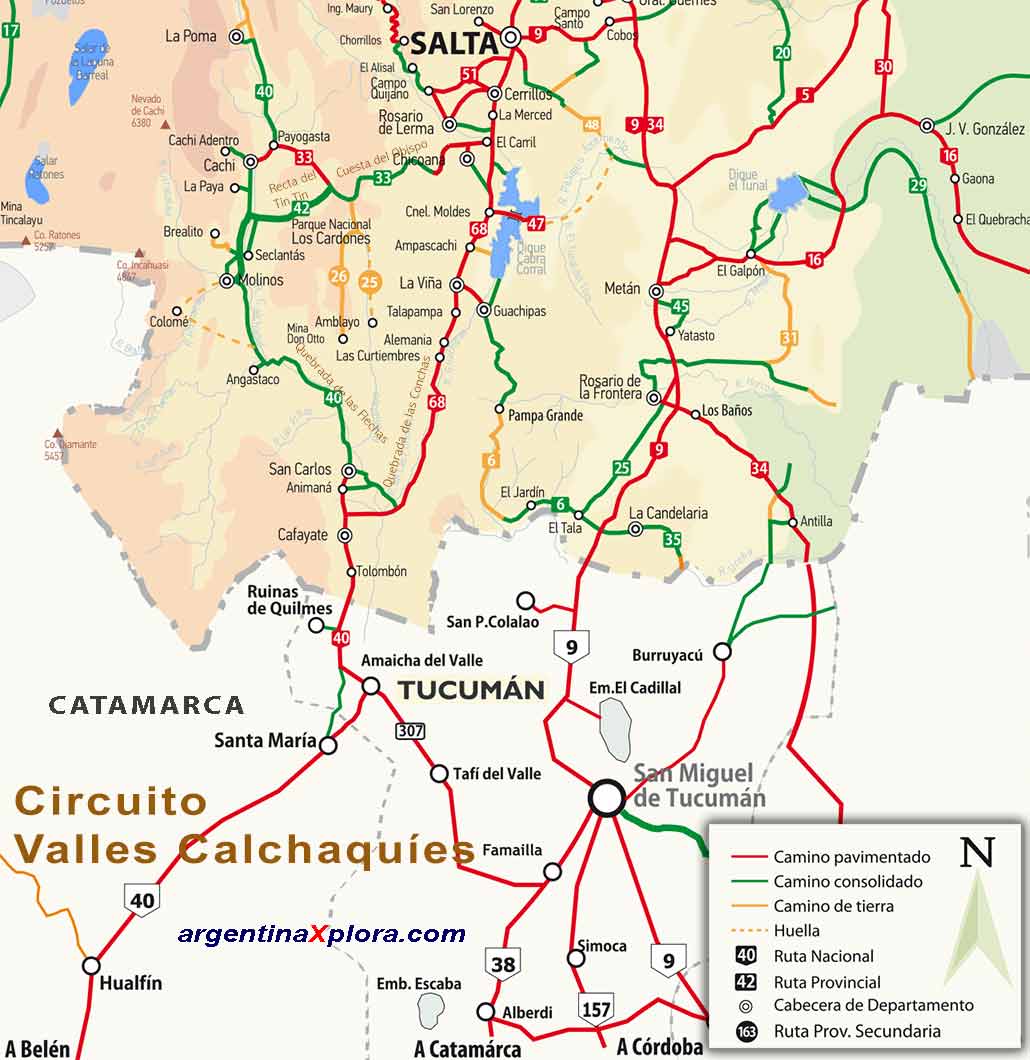 Pozuelos
Ing. Maury
San Lorenzo
40
Campo
Santo
Gral. Güemes
17
La Poma
Salar de
la Laguna
Barreal
Chorrillos
SALTA
9
Cobos
20
30
El Alisal
Campo
Quijano
51
Cerrillos
5
Nevado
de Cachi
6380
40
Rosario
de Lerma
La Merced
48
9
34
J. V. González
Cachi Adentro
Payogasta
El Carril
16
Cachi
33
Cuesta del Obispo
Chicoana
Salar
Ratones
La Paya
Recta del
Tin Tin
33
Dique
el Tunal
29
Gaona
Mina
Tincalayu
42
Cnel. Moldes
47
El Quebracha
Brealito
Parque Nacional
Los Cardones
68
Co. Ratones
5257
Ampascachi
Dique
Cabra
Corral
Seclantás
El Galpón
16
Co. Incahuasi
4847
Molinos
26
25
La Viña
Metán
Colomé
Mina
Don Otto
Amblayo
Talapampa
Guachipas
45
Yatasto
31
Alemania
Las Curtiembres
Angastaco
Quebrada de las Flechas
Quebrada de las Conchas
40
68
Rosario de
la Frontera
Los Baños
Pampa Grande
Co. Diamante
5457
9
San Carlos
6
25
34
Animaná
El Jardín
6
Cafayate
El Tala
La Candelaria
35
Antilla
Tolombón
Ruinas
de Quilmes
San P.Colalao
40
9
Burruyacú
Amaicha del Valle
CATAMARCA
TUCUMÁN
Em.El Cadillal
307
Santa María
Tafí del Valle
San Miguel
de Tucumán
Circuito
Valles Calchaquíes
Famailla
40
argentinaXplora.com
Simoca
38
9
Hualfín
Emb. Escaba
157
Alberdi
A Belén
A Catamárca
A Córdoba
N
Camino pavimentado
Camino consolidado
Camino de tierra
Huella
40 Ruta Nacional
42 Ruta Provincial
Cabecera de Departamento
163 Ruta Prov. Secundaria